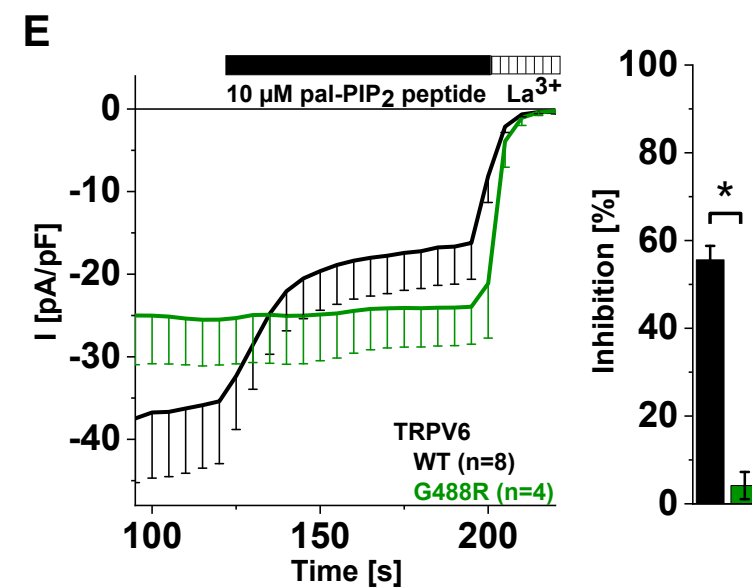 E
10 µM pal-PIP2 peptide La3+
0
-10
-20
-30
-40
I [pA/pF]
TRPV6
WT (n=8)
G488R (n=4)
100 150 200
Time [s]
100
80
60
40
20
0
Inhibition [%]
*